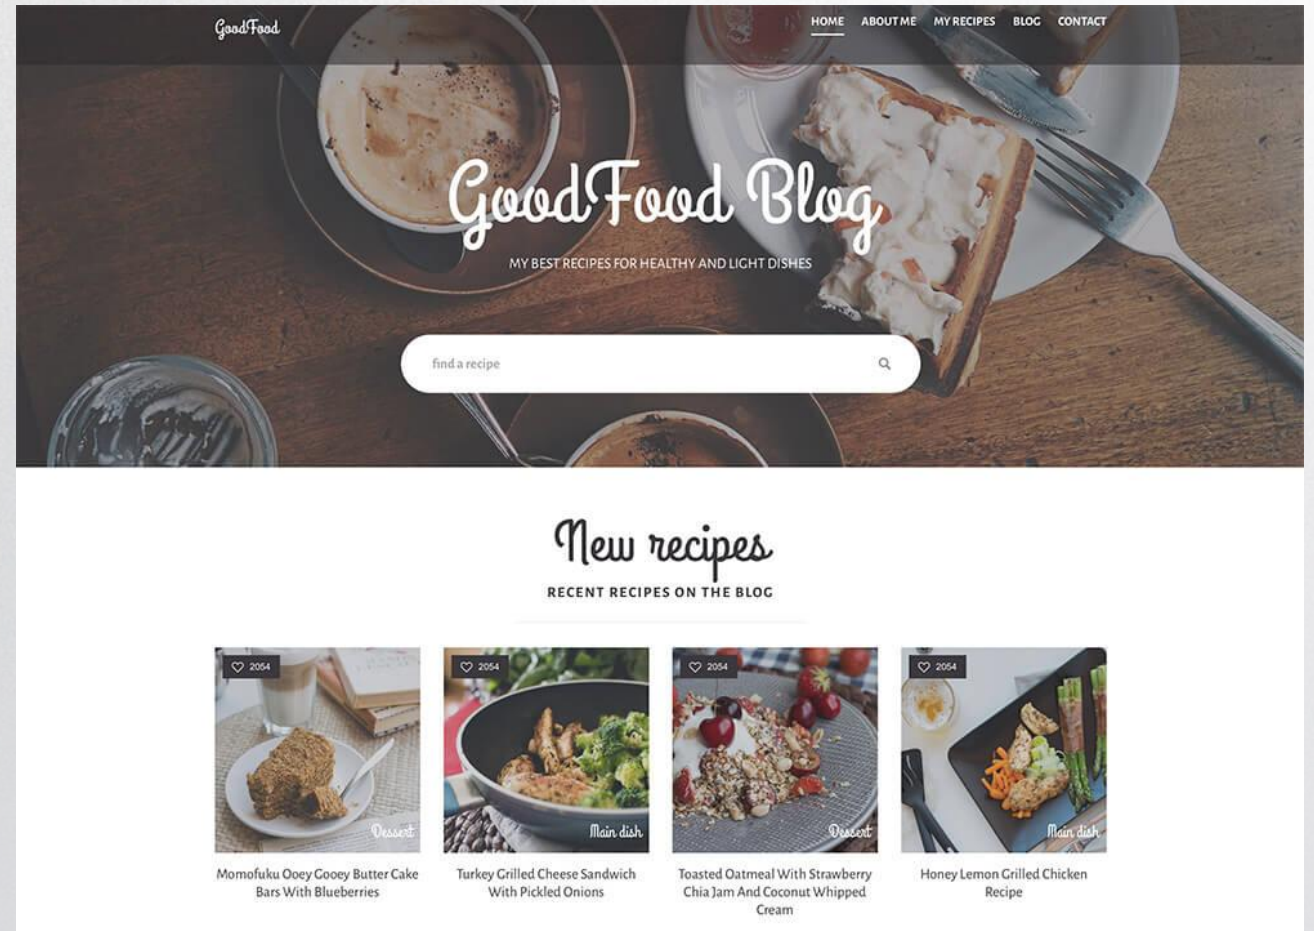 GoodFood
HOME ABOUT ME MY RECIPES BLOG CONTACT
GoodFood Blog
MY BEST RECIPES FOR HEALTHY AND LIGHT DISHES
find a recipe
New recipes
RECENT RECIPES ON THE BLOG
2054
Dessert
Momofuku Ooey Gooey Butter Cake
Bars With Blueberries
2054
Main dish
Turkey Grilled Cheese Sandwich
With Pickled Onions
2054
Dessert
Toasted Oatmeal With Strawberry
Chia Jam And Coconut Whipped
Cream
2054
Main dish
Honey Lemon Grilled Chicken
Recipe